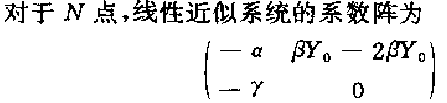 对于 N 点,线性近似系统的系数阵为
( − α  βY₀ − 2βY₀ )
( − γ  0 )